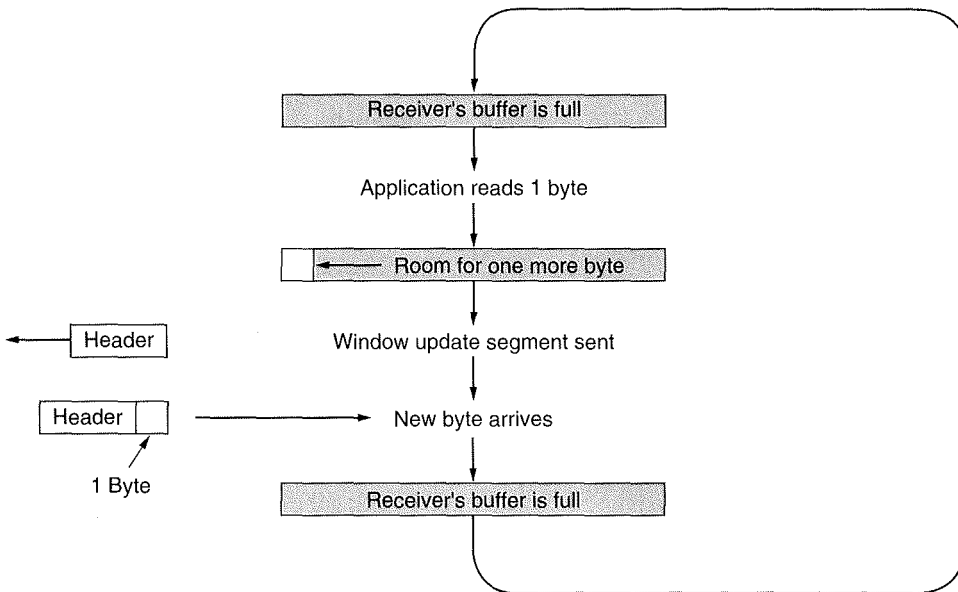 Receiver's buffer is full
Application reads 1 byte
Room for one more byte
Header
Window update segment sent
Header
New byte arrives
1 Byte
Receiver's buffer is full